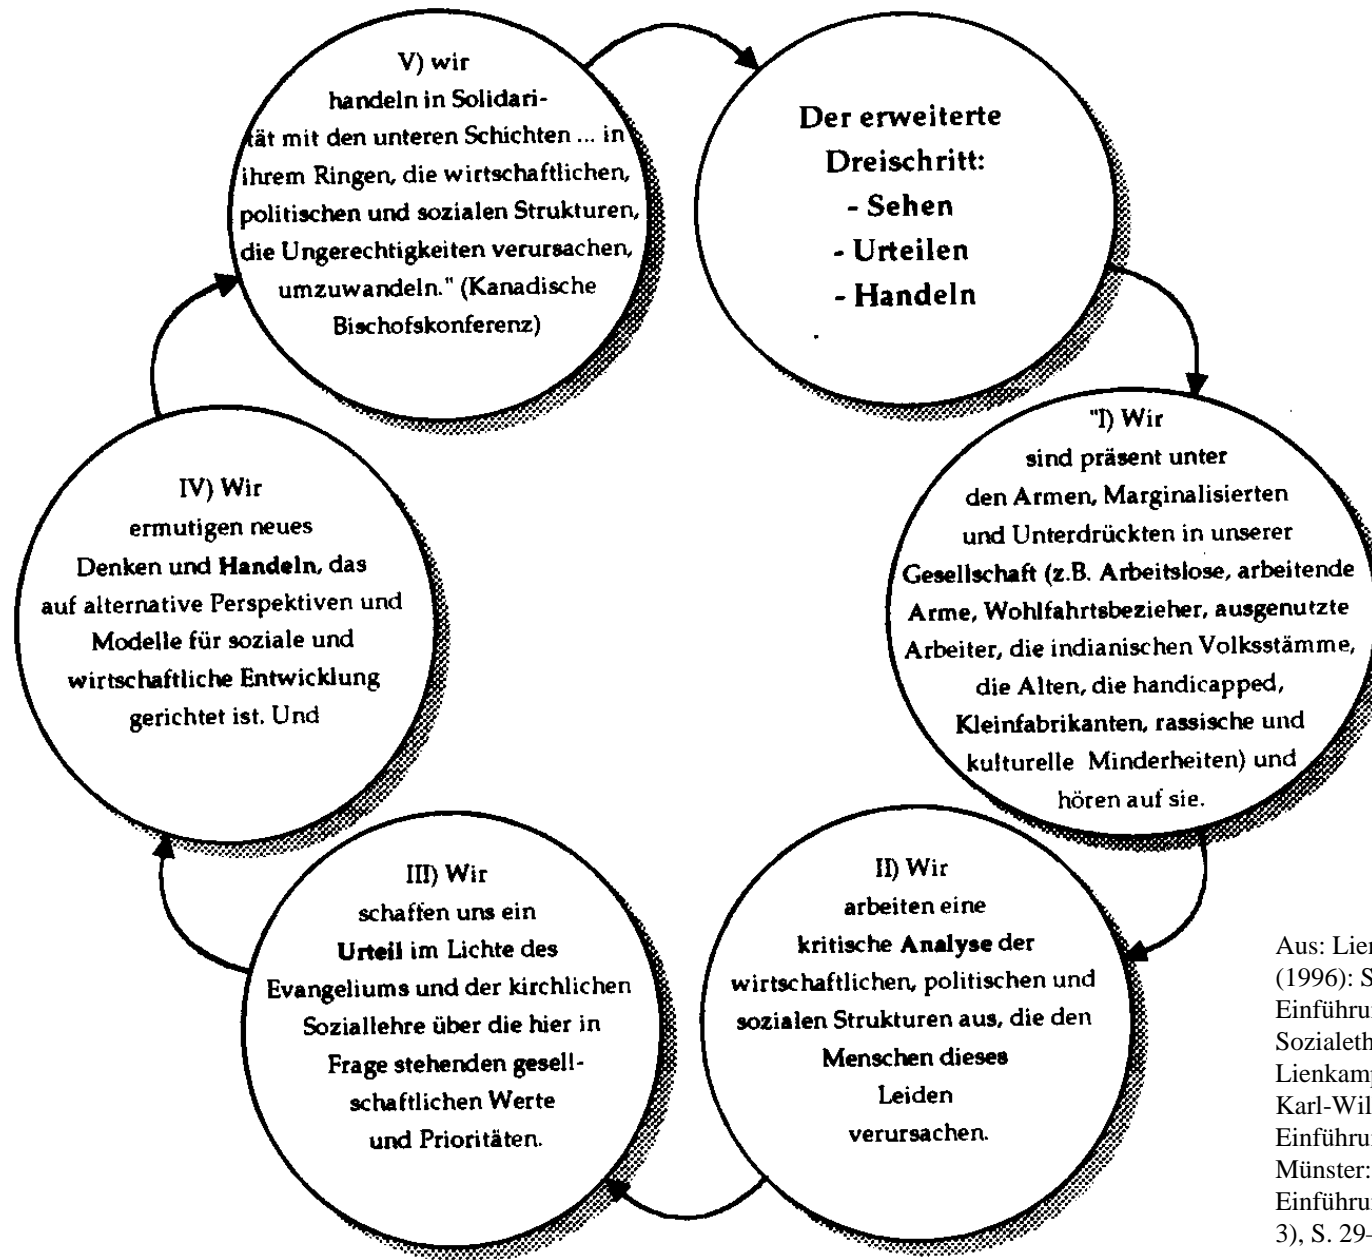 Der erweiterte
Dreischritt:
- Sehen
- Urteilen
- Handeln
"I) Wir
sind präsent unter
den Armen, Marginalisierten
und Unterdrückten in unserer
Gesellschaft (z.B. Arbeitslose, arbeitende
Arme, Wohlfahrtsbezieher, ausgenutzte
Arbeiter, die indianischen Volksstämme,
die Alten, die handicapped,
Kleinfabrikanten, rassische und
kulturelle Minderheiten) und
hören auf sie.
II) Wir
arbeiten eine
kritische Analyse der
wirtschaftlichen, politischen und
sozialen Strukturen aus, die den
Menschen dieses
Leiden
verursachen.
III) Wir
schaffen uns ein
Urteil im Lichte des
Evangeliums und der kirchlichen
Soziallehre über die hier in
Frage stehenden gesell-
schaftlichen Werte
und Prioritäten.
IV) Wir
ermutigen neues
Denken und Handeln, das
auf alternative Perspektiven und
Modelle für soziale und
wirtschaftliche Entwicklung
gerichtet ist. Und
V) wir
handeln in Solidari-
tät mit den unteren Schichten ... in
ihrem Ringen, die wirtschaftlichen,
politischen und sozialen Strukturen,
die Ungerechtigkeiten verursachen,
umzuwandeln." (Kanadische
Bischofskonferenz)
Aus:
(1996):
Münster:
3), S. 29-